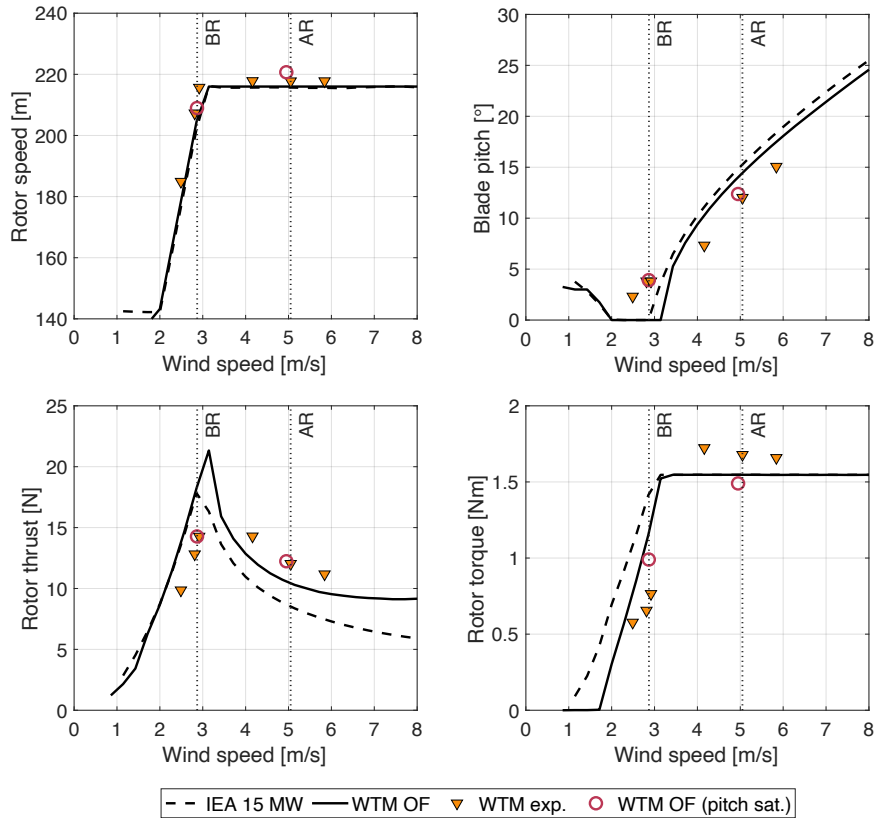 BR
AR
240
220
200
180
160
140
0 1 2 3 4 5 6 7 8
Rotor speed [m]
Wind speed [m/s]
BR
AR
30
25
20
15
10
5
0
0 1 2 3 4 5 6 7 8
Blade pitch [°]
Wind speed [m/s]
BR
AR
25
20
15
10
5
0
0 1 2 3 4 5 6 7 8
Rotor thrust [N]
Wind speed [m/s]
BR
AR
2
1.5
1
0.5
0
0 1 2 3 4 5 6 7 8
Rotor torque [Nm]
Wind speed [m/s]
IEA 15 MW WTM OF WTM exp. WTM OF (pitch sat.)